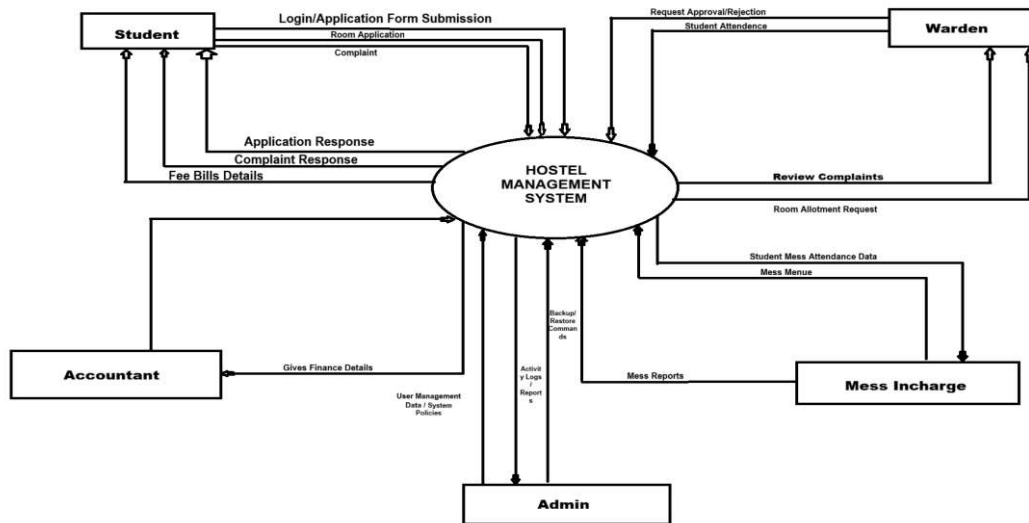 Login/Application Form Submission
Student
Room Application
Complaint
Request Approval/Rejection
Student Attendence
Warden
Application Response
Complaint Response
Fee Bills Details
HOSTEL
MANAGEMENT
SYSTEM
Review Complaints
Room Allotment Request
Student Mess Attendance Data
Mess Menue
Backup/
Restore
Comman
ds
Accountant
Gives Finance Details
Activit
y Logs
/
Report
s
Mess Reports
Mess Incharge
User Management
Data / System
Policies
Admin